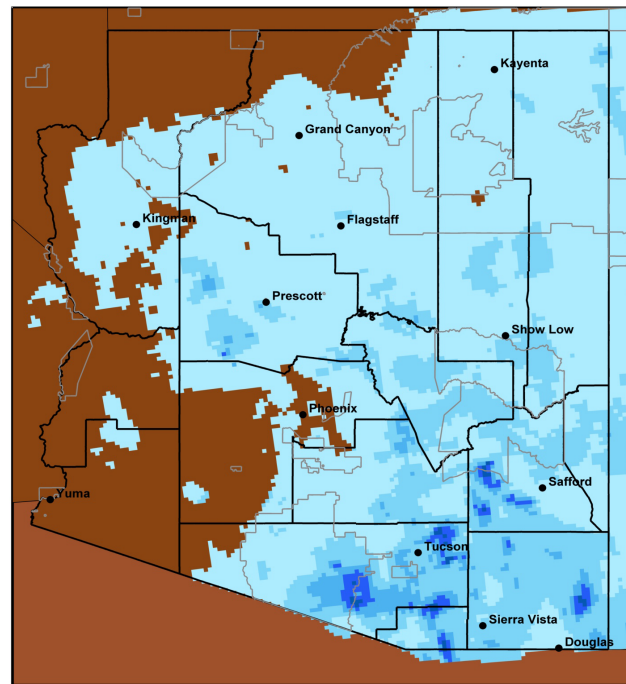 Kayenta
Grand Canyon
Kingman
Flagstaff
Prescott
Show Low
Phoenix
Safford
Yuma
Tucson
Sierra Vista
Douglas